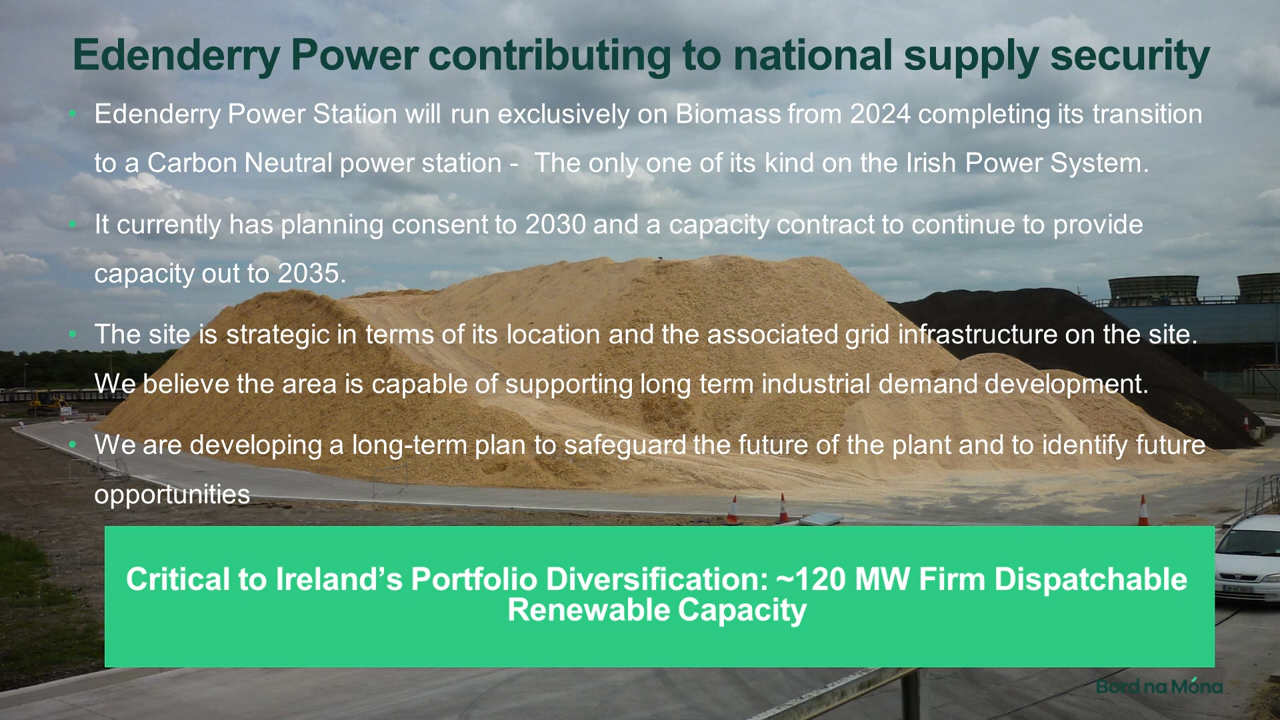 Edenderry Power contributing to national supply security
• Edenderry Power Station will run exclusively on Biomass from 2024 completing its transition
to a Carbon Neutral power station - The only one of its kind on the Irish Power System.
• It currently has planning consent to 2030 and a capacity contract to continue to provide
capacity out to 2035.
• The site is strategic in terms of its location and the associated grid infrastructure on the site.
We believe the area is capable of supporting long term industrial demand development.
• We are developing a long-term plan to safeguard the future of the plant and to identify future
opportunities
Critical to Ireland’s Portfolio Diversification: ~120 MW Firm Dispatchable
Renewable Capacity
Bord na Móna